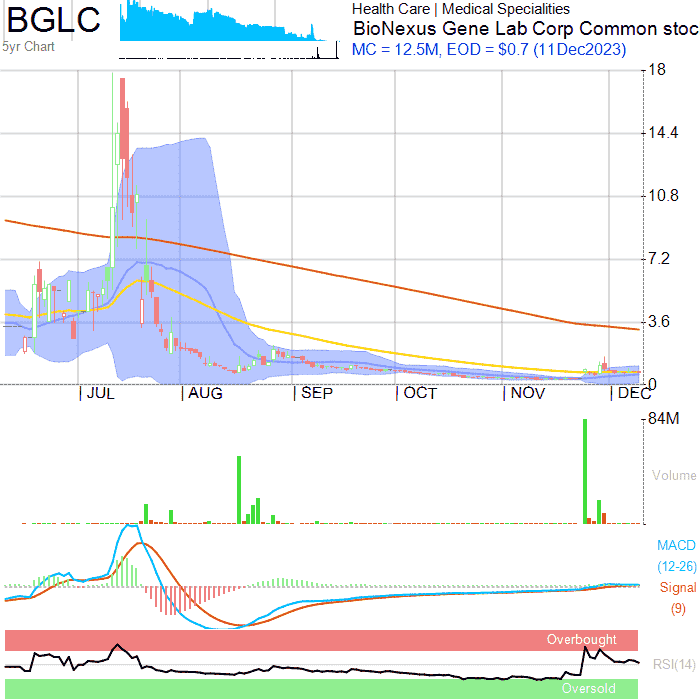 BGLC
5yr Chart
Health Care | Medical Specialities
BioNexus Gene Lab Corp Common stoc
MC = 12.5M, EOD = $0.7 (11Dec2023)
18
14.4
10.8
7.2
3.6
0
JUL AUG SEP OCT NOV DEC
84M
Volume
MACD
(12-26)
Signal
(9)
Overbought
RSI(14)
Oversold